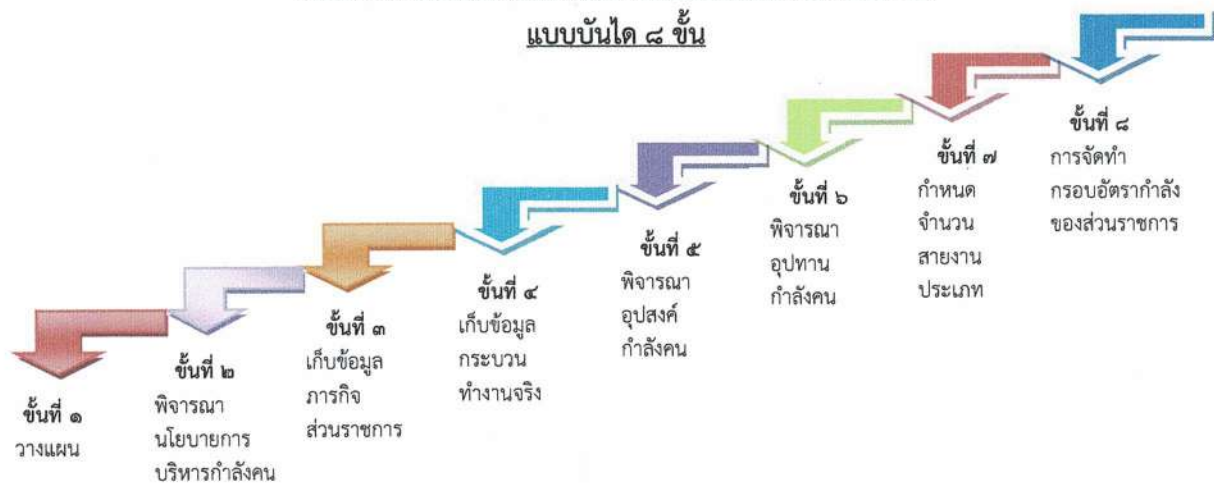 แบบบันได ๘ ขั้น
ขั้นที่ ๑
วางแผน
ขั้นที่ ๒
พิจารณา
นโยบายการ
บริหารกำลังคน
ขั้นที่ ๓
เก็บข้อมูล
ภารกิจ
ส่วนราชการ
ขั้นที่ ๔
เก็บข้อมูล
กระบวน
ทำงานจริง
ขั้นที่ ๕
พิจารณา
อุปสงค์
กำลังคน
ขั้นที่ ๖
พิจารณา
อุปทาน
กำลังคน
ขั้นที่ ๗
กำหนด
จำนวน
สายงาน
ประเภท
ขั้นที่ ๘
การจัดทำ
กรอบอัตรากำลัง
ของส่วนราชการ